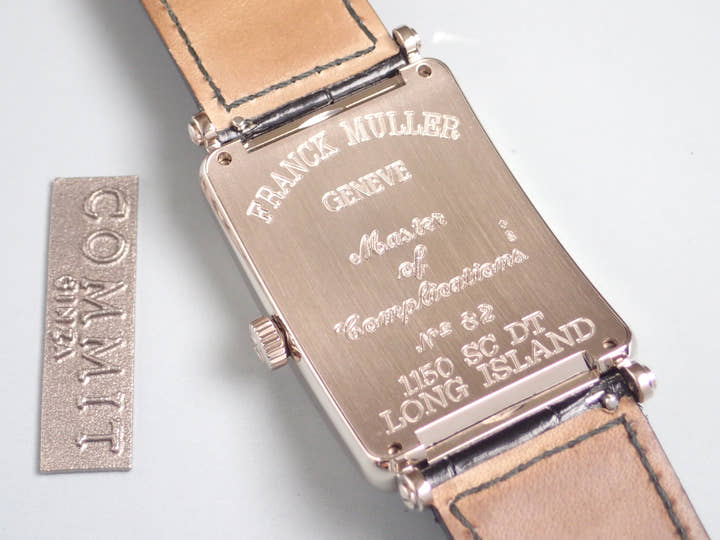 FRANCK MULLER
GENEVE
Master
of
Complications
No 82
1150 SC DT
LONG ISLAND
COMMIT
GINZA